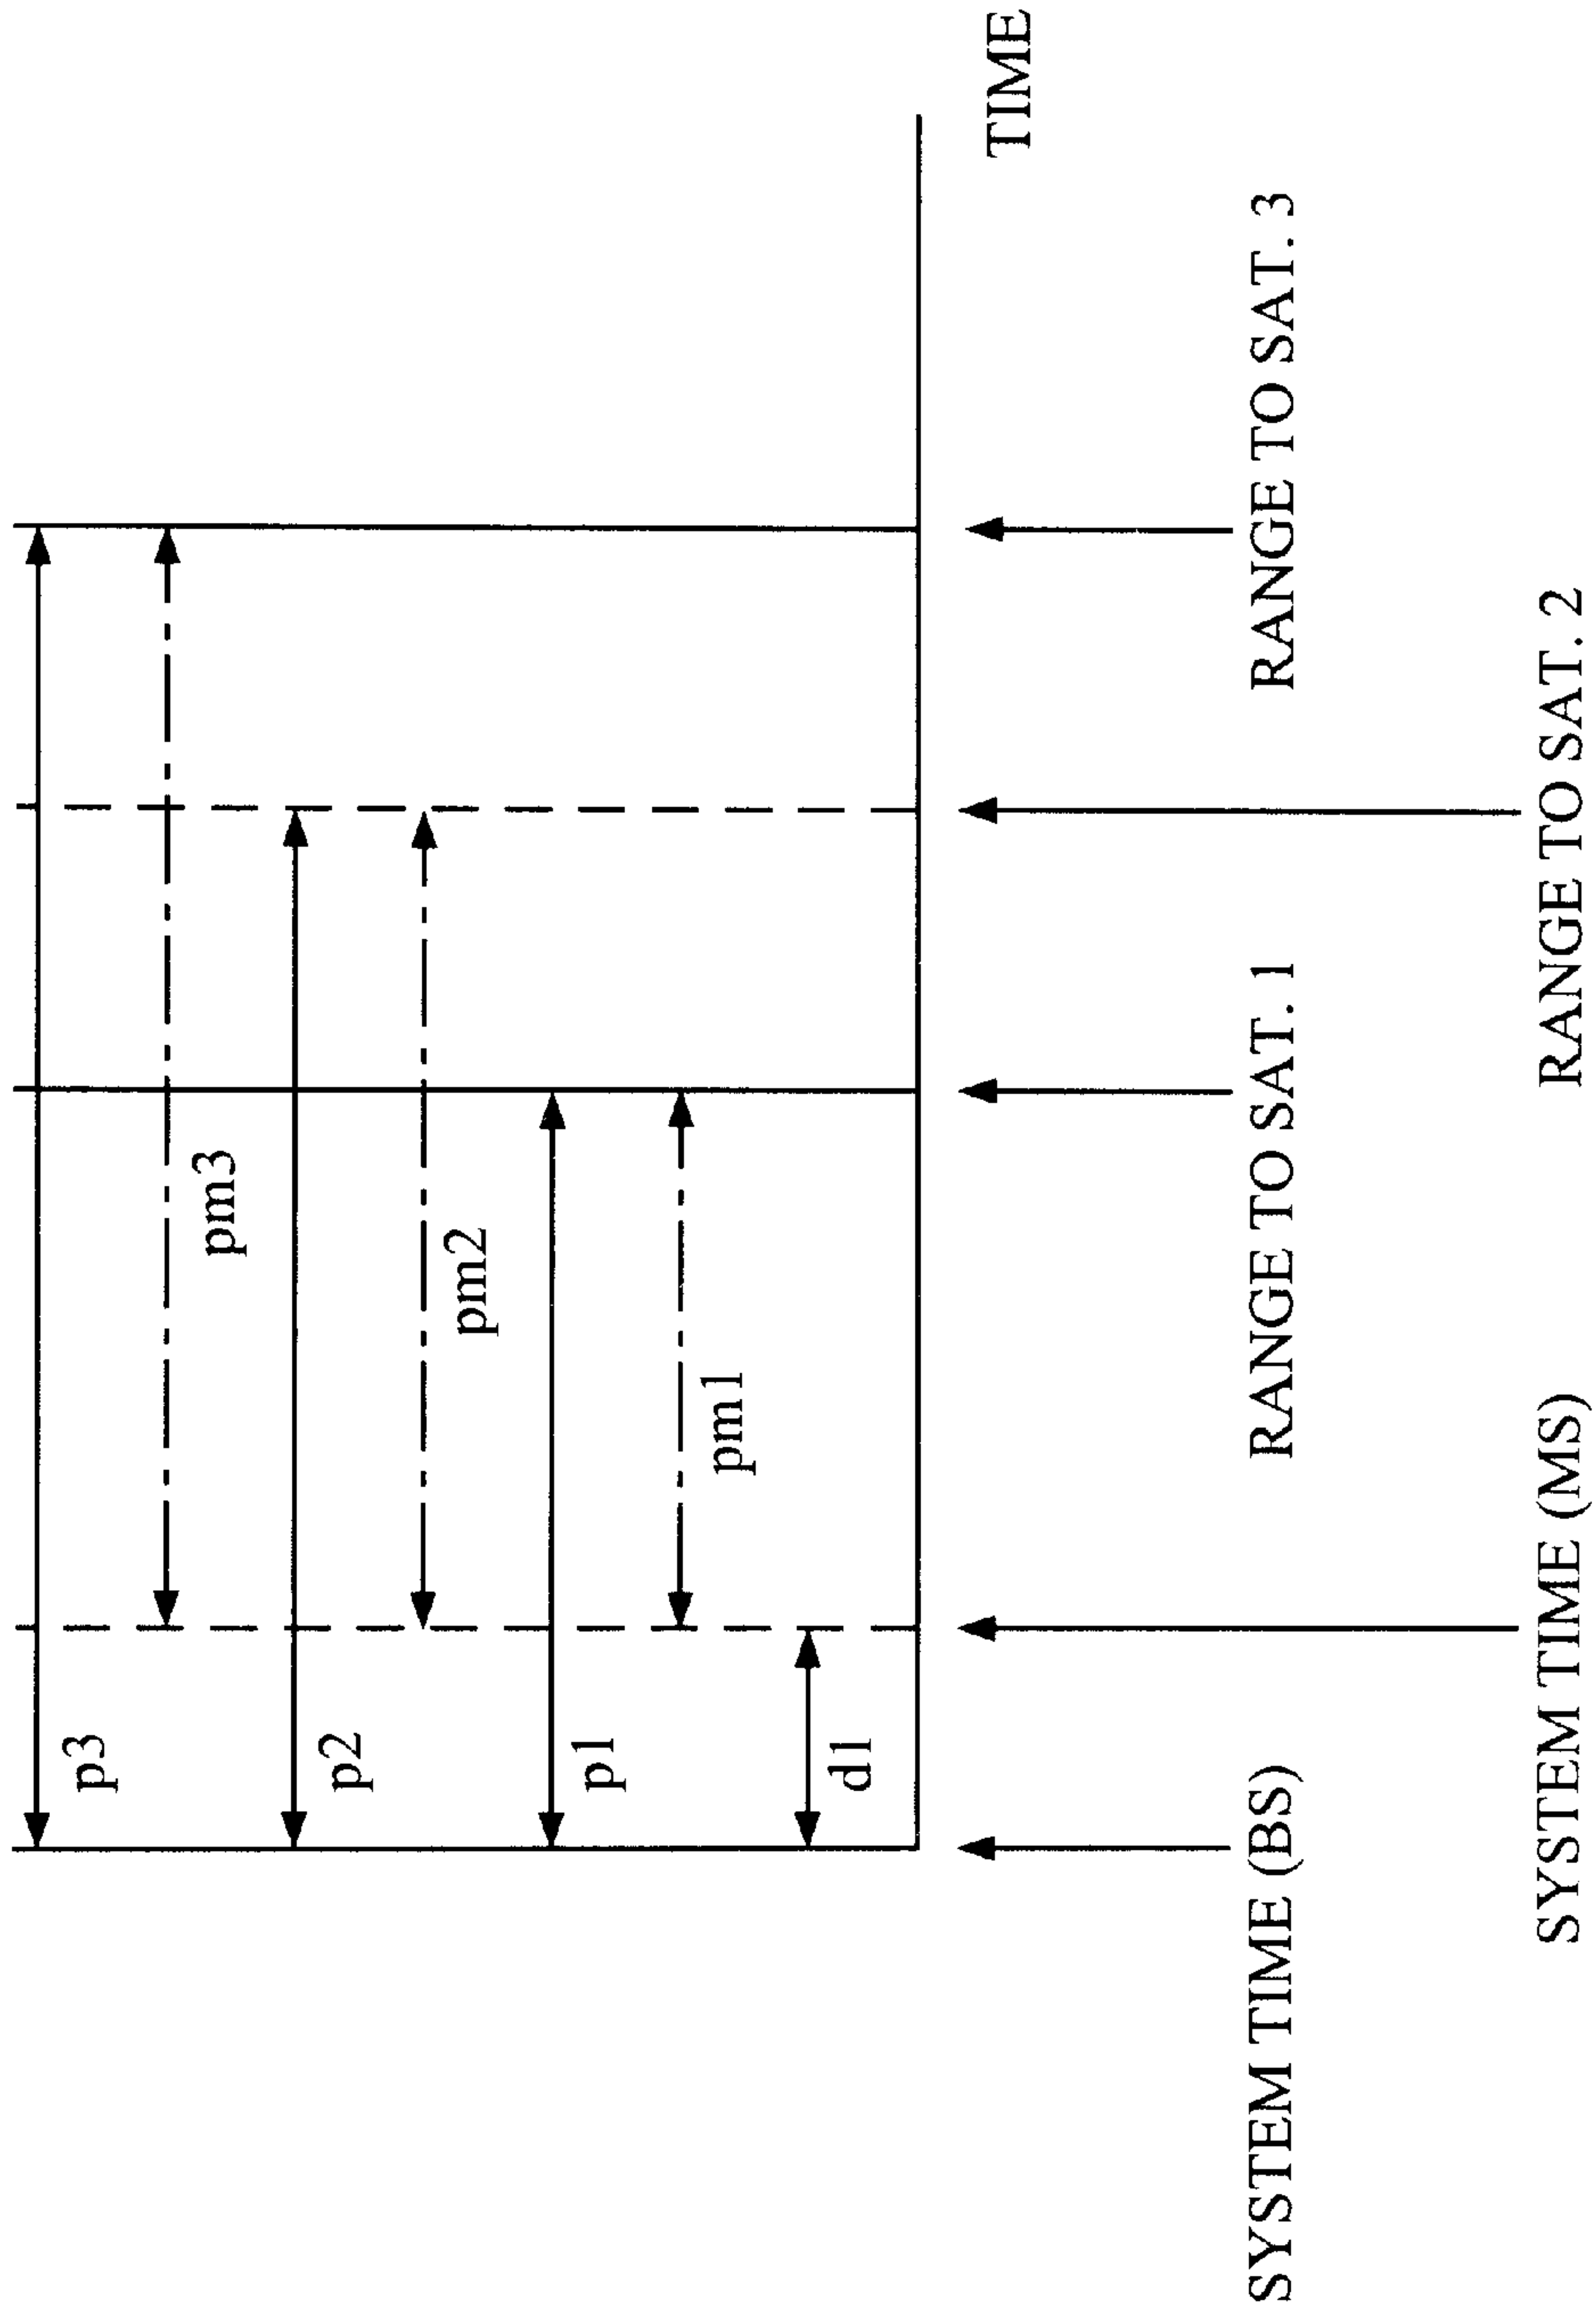 p3
pm3
p2
pm2
p1
pm1
d1
TIME
SYSTEM TIME (BS)
RANGE TO SAT. 1
RANGE TO SAT. 3
SYSTEM TIME (MS)
RANGE TO SAT. 2